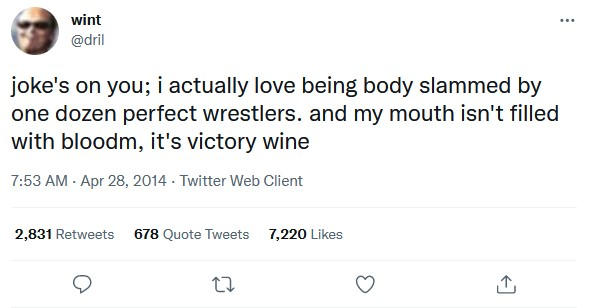 wint
@dril
joke's on you; i actually love being body slammed by
one dozen perfect wrestlers. and my mouth isn't filled
with bloodm, it's victory wine
7:53 AM · Apr 28, 2014 · Twitter Web Client
2,831 Retweets 678 Quote Tweets 7,220 Likes